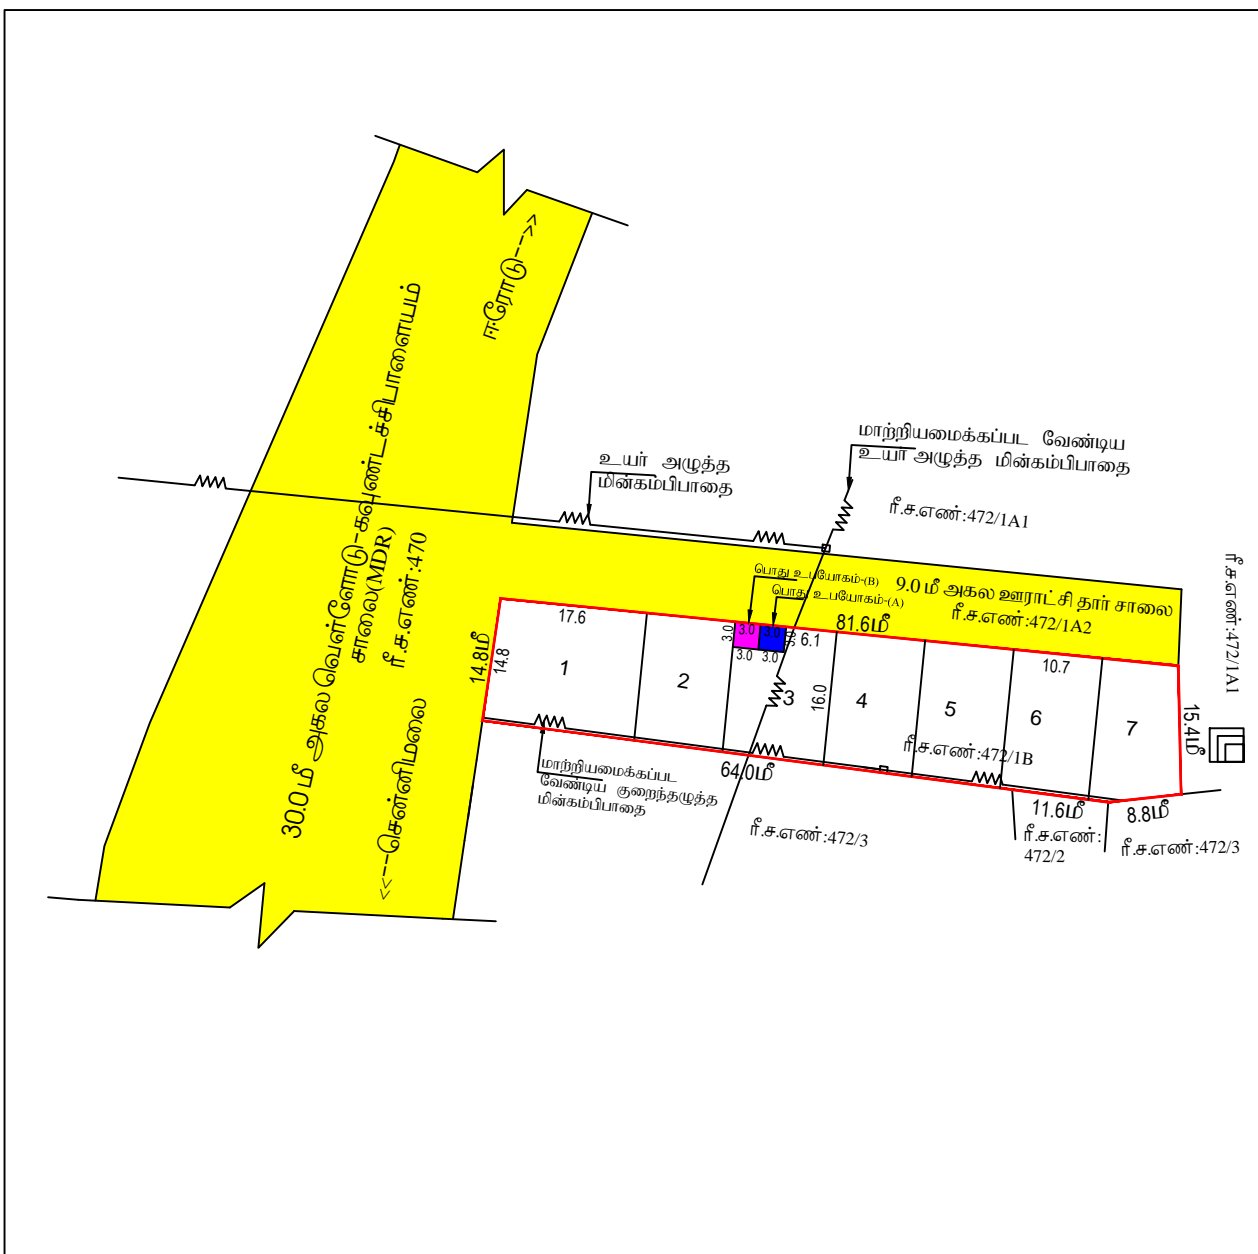 ஈரோடு--->>
30.0 மீ அகல வெள்ளோடு-கவுண்டச்சிபாளையம்
சாலை(MDR)
ரீ.ச.எண்:470
<<---சென்னிமலை
உயர் அழுத்த
மின்கம்பிபாதை
மாற்றியமைக்கப்பட வேண்டிய
உயர் அழுத்த மின்கம்பிபாதை
ரீ.ச.எண்:472/1A1
ரீ.ச.எண்:472/1A1
பொது உபயோகம்-(B)
பொது உபயோகம்-(A)
9.0 மீ அகல ஊராட்சி தார் சாலை
ரீ.ச.எண்:472/1A2
81.6மீ
17.6
3.0
3.0
3.0
3.0
6.1
3.0
3.0
10.7
14.8மீ
14.8
16.0
15.4மீ
1
2
3
4
5
6
7
ரீ.ச.எண்:472/1B
64.0மீ
11.6மீ
8.8மீ
மாற்றியமைக்கப்பட
வேண்டிய குறைந்தழுத்த
மின்கம்பிபாதை
ரீ.ச.எண்:472/3
ரீ.ச.எண்:
472/2
ரீ.ச.எண்:472/3